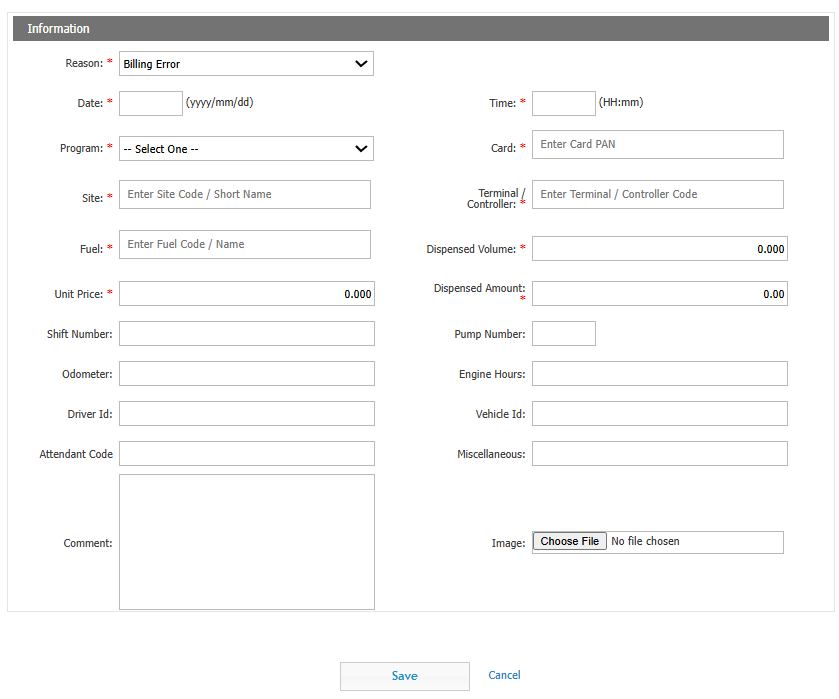 Information
Reason: * Billing Error
Date: * (yyyy/mm/dd) Time: * (HH:mm)
Program: * -- Select One -- Card: * Enter Card PAN
Site: * Enter Site Code / Short Name Terminal /
Controller: * Enter Terminal / Controller Code
Fuel: * Enter Fuel Code / Name Dispensed Volume: * 0.000
Unit Price: * 0.000 Dispensed Amount:
* 0.00
Shift Number: Pump Number:
Odometer: Engine Hours:
Driver Id: Vehicle Id:
Attendant Code Miscellaneous:
Comment: Image: Choose File No file chosen
Save Cancel